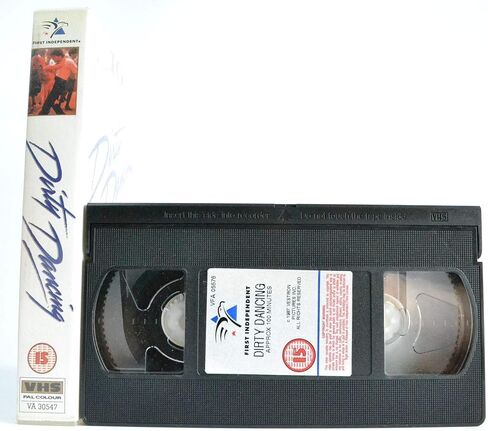 FIRST INDEPENDENT
Dirty Dancing
15
VHS
PAL COLOUR
VA 30547
Insert this side into recorder
Do not touch the tape inside
VHS
FIRST INDEPENDENT
VFA 05676
DIRTY DANCING
APPROX 100 MINUTES
15
© 1987 VESTRON
PICTURES INC.
ALL RIGHTS RESERVED